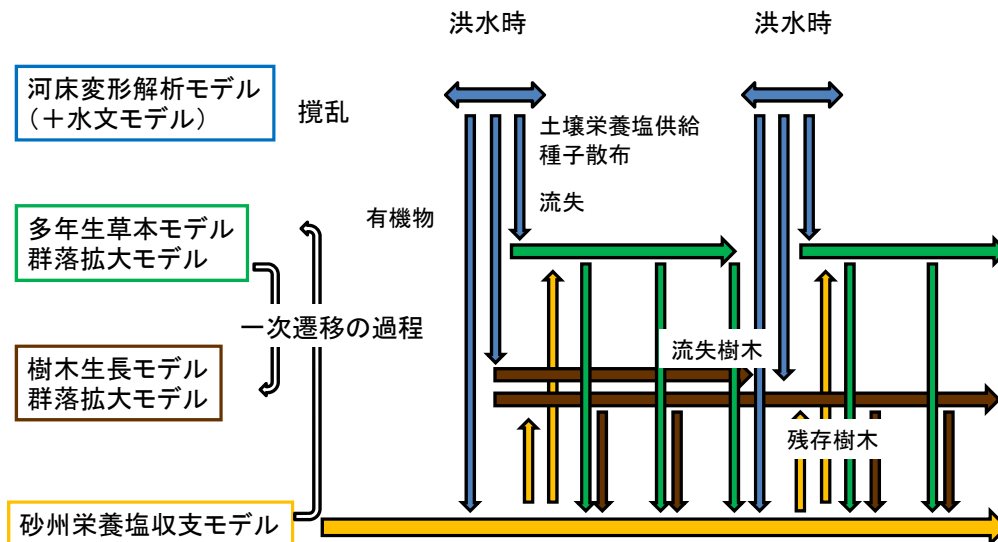 洪水時
洪水時
河床変形解析モデル
(＋水文モデル)
撹乱
土壌栄養塩供給
種子散布
有機物
流失
多年生草本モデル
群落拡大モデル
一次遷移の過程
流失樹木
樹木生長モデル
群落拡大モデル
残存樹木
砂州栄養塩収支モデル